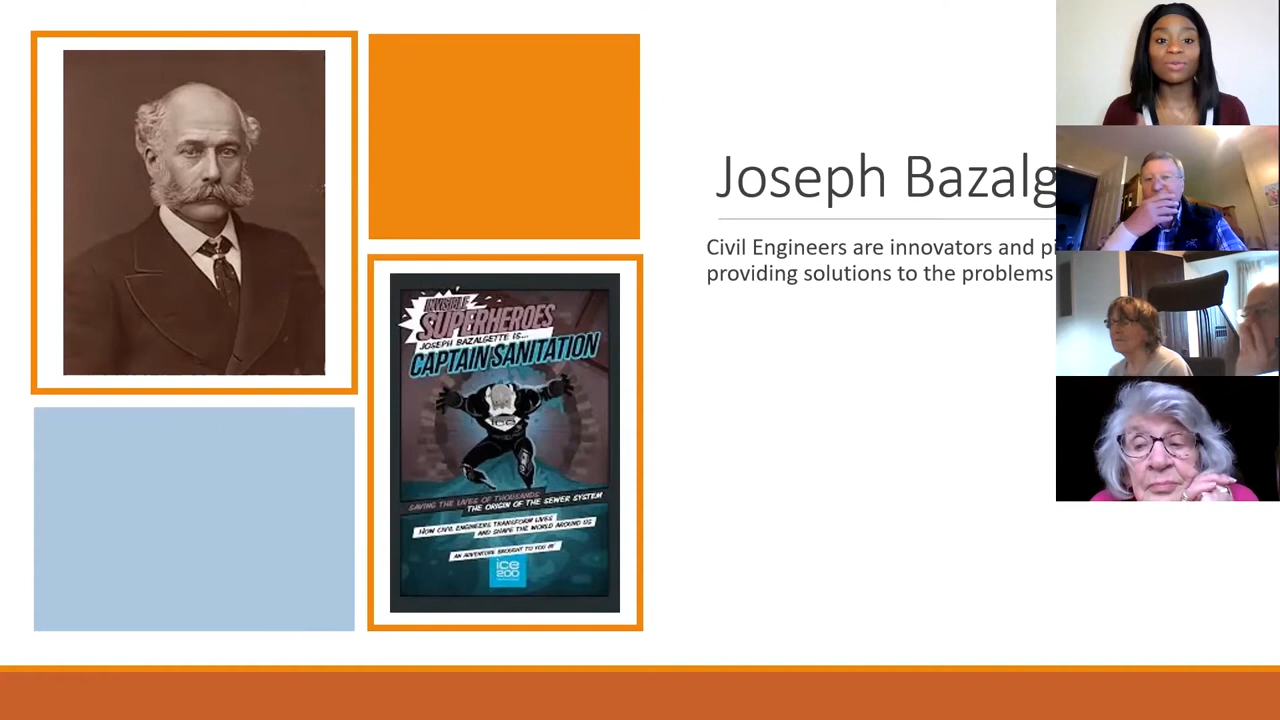 Joseph Bazalg
Civil Engineers are innovators and pi
providing solutions to the problems
INVISIBLE
SUPERHEROES
JOSEPH BAZALGETTE IS...
CAPTAIN SANITATION
ICE
SAVING THE LIVES OF THOUSANDS
THE ORIGIN OF THE SEWER SYSTEM
HOW CIVIL ENGINEERS TRANSFORM LIVES
AND SHAPE THE WORLD AROUND US
AN ADVENTURE BROUGHT TO YOU BY
ice
200